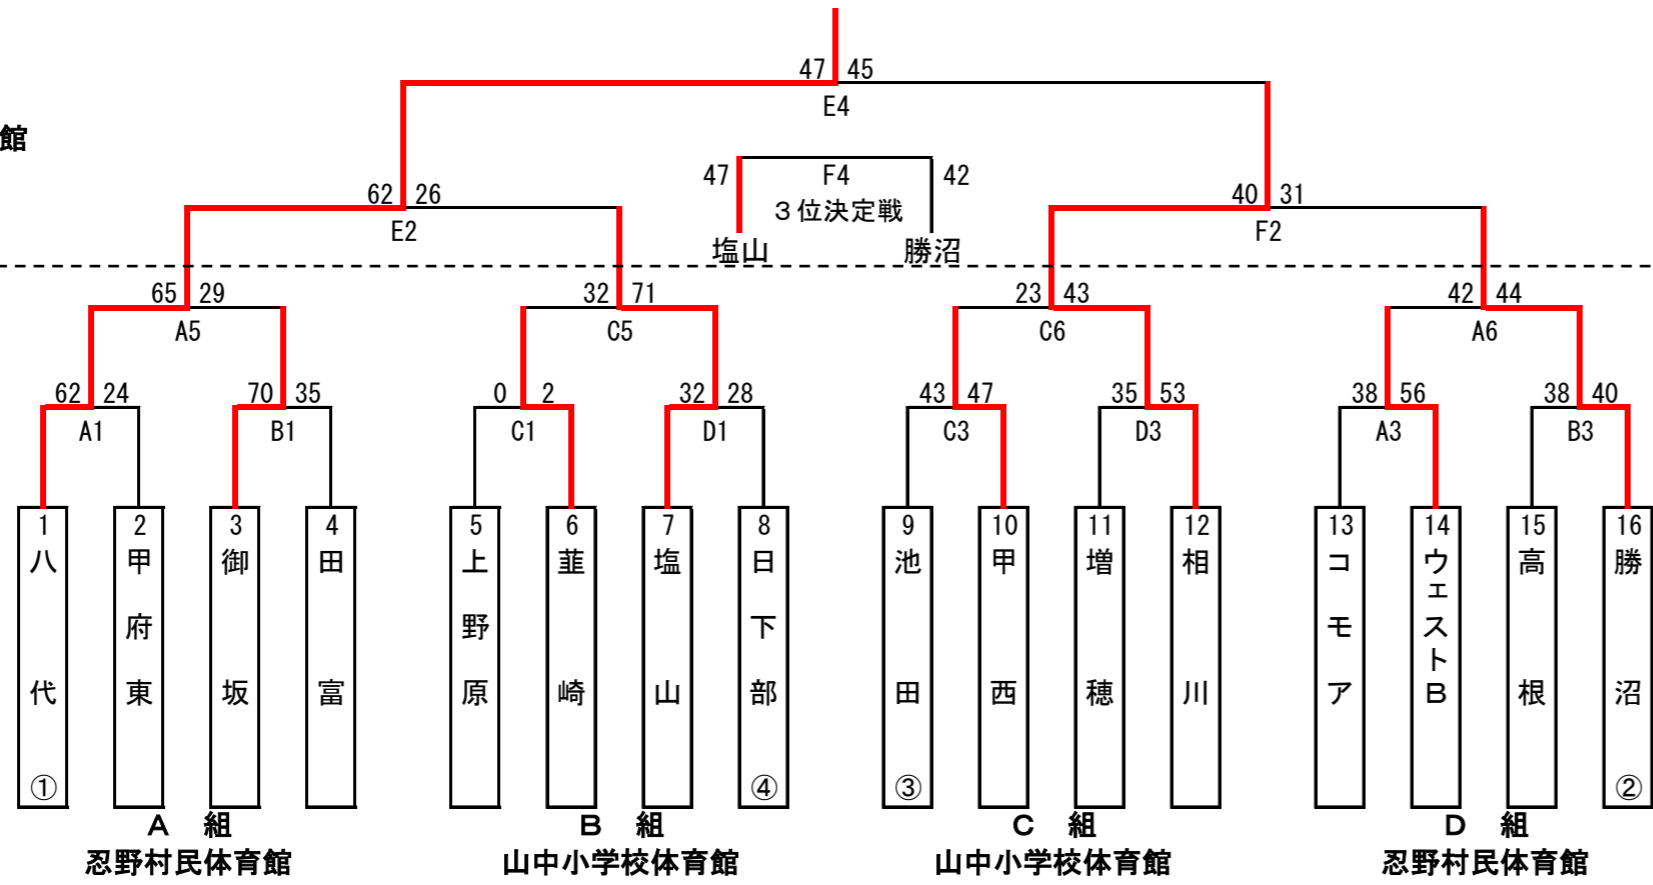 47 45
E4
館
47 F4 42
3位決定戦
塩山 勝沼
62 26
E2
40 31
F2
65 29
A5
32 71
C5
23 43
C6
42 44
A6
62 24
A1
70 35
B1
0 2
C1
32 28
D1
43 47
C3
35 53
D3
38 56
A3
38 40
B3
1 八代 ①
2 甲府東
3 御坂
4 田富
5 上野原
6 韮崎
7 塩山
8 日下部 ④
9 池田 ③
10 甲西
11 増穂
12 相川
13 コモア
14 ウェストB
15 高根
16 勝沼 ②
A 組
忍野村民体育館
B 組
山中小学校体育館
C 組
山中小学校体育館
D 組
忍野村民体育館